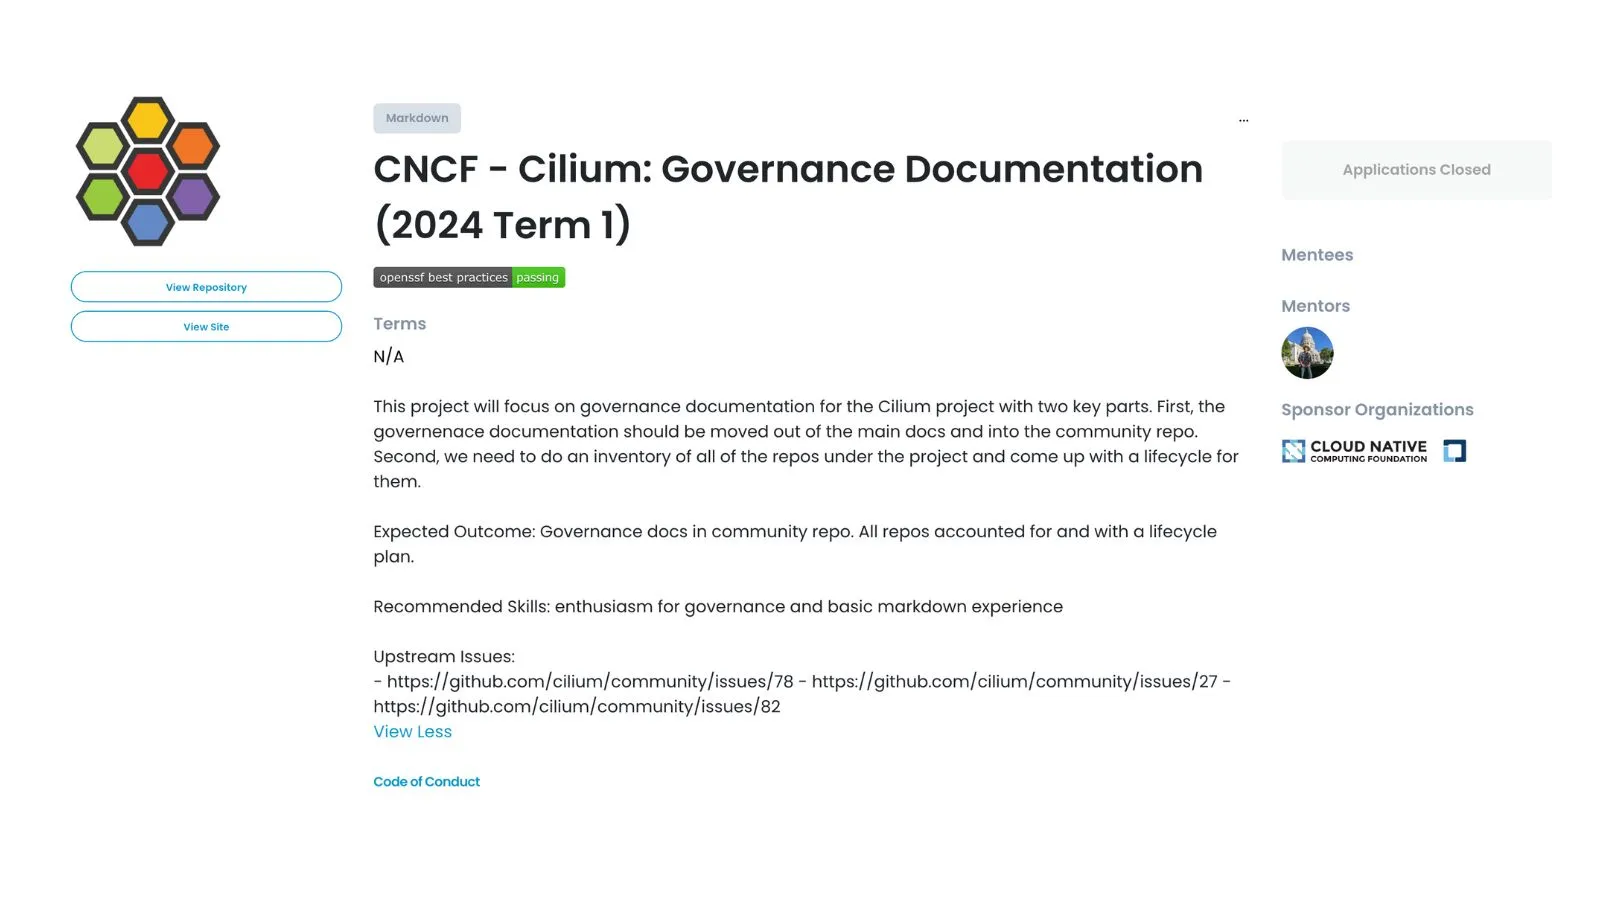 Markdown
...
CNCF - Cilium: Governance Documentation
(2024 Term 1)
openssf best practices passing
View Repository
View Site
Terms
N/A
This project will focus on governance documentation for the Cilium project with two key parts. First, the
governenace documentation should be moved out of the main docs and into the community repo.
Second, we need to do an inventory of all of the repos under the project and come up with a lifecycle for
them.
Expected Outcome: Governance docs in community repo. All repos accounted for and with a lifecycle
plan.
Recommended Skills: enthusiasm for governance and basic markdown experience
Upstream Issues:
- https://github.com/cilium/community/issues/78 - https://github.com/cilium/community/issues/27 -
https://github.com/cilium/community/issues/82
View Less
Code of Conduct
Applications Closed
Mentees
Mentors
Sponsor Organizations
CLOUD NATIVE
COMPUTING FOUNDATION